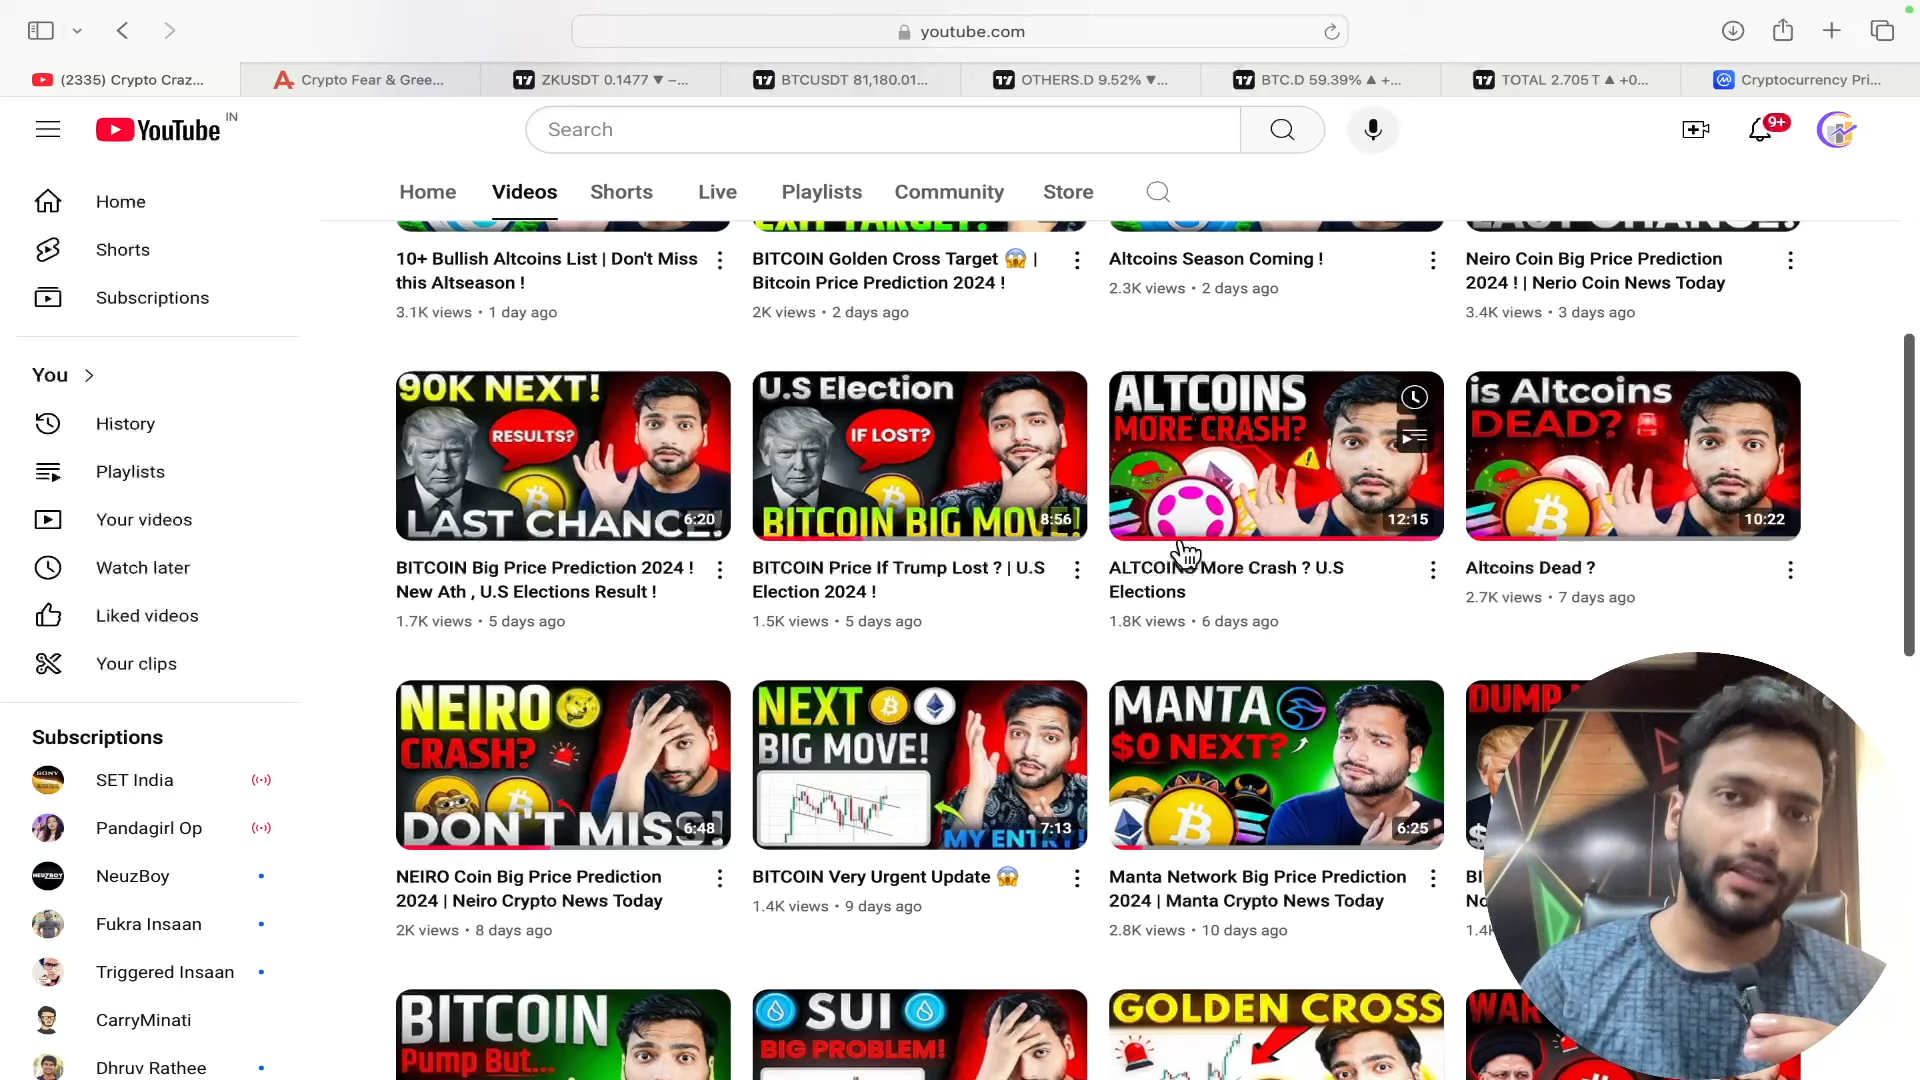 youtube.com
(2335) Crypto Craz...
Crypto Fear & Gree...
ZKUSDT 0.1477 ▼ −...
BTCUSDT 81,180.01...
OTHERS.D 9.52% ▼...
BTC.D 59.39% ▲ +...
TOTAL 2.705 T ▲ +0...
Cryptocurrency Pri...
YouTube IN
Search
9+
Home
Videos
Shorts
Live
Playlists
Community
Store
Home
Shorts
Subscriptions
You
History
Playlists
Your videos
Watch later
Liked videos
Your clips
Subscriptions
SET India
Pandagirl Op
NeuzBoy
Fukra Insaan
Triggered Insaan
CarryMinati
Dhruv Rathee
10+ Bullish Altcoins List | Don't Miss
this Altseason !
3.1K views • 1 day ago
EXIT TARGET?
BITCOIN Golden Cross Target 😱 |
Bitcoin Price Prediction 2024 !
2K views • 2 days ago
Altcoins Season Coming !
2.3K views • 2 days ago
LAST CHANCE!
Neiro Coin Big Price Prediction
2024 ! | Nerio Coin News Today
3.4K views • 3 days ago
90K NEXT!
RESULTS?
LAST CHANCE!
6:20
BITCOIN Big Price Prediction 2024 !
New Ath , U.S Elections Result !
1.7K views • 5 days ago
U.S Election
IF LOST?
BITCOIN BIG MOVE!
8:56
BITCOIN Price If Trump Lost ? | U.S
Election 2024 !
1.5K views • 5 days ago
ALTCOINS
MORE CRASH?
12:15
ALTCOINS More Crash ? U.S
Elections
1.8K views • 6 days ago
is Altcoins
DEAD?
10:22
Altcoins Dead ?
2.7K views • 7 days ago
NEIRO
CRASH?
DON'T MISS!
6:48
NEIRO Coin Big Price Prediction
2024 | Neiro Crypto News Today
2K views • 8 days ago
NEXT
BIG MOVE!
MY ENTRY
7:13
BITCOIN Very Urgent Update 😱
1.4K views • 9 days ago
MANTA
$0 NEXT?
6:25
Manta Network Big Price Prediction
2024 | Manta Crypto News Today
2.8K views • 10 days ago
DUMP
BITCOIN
Pump But...
SUI
BIG PROBLEM!
GOLDEN CROSS
WAR